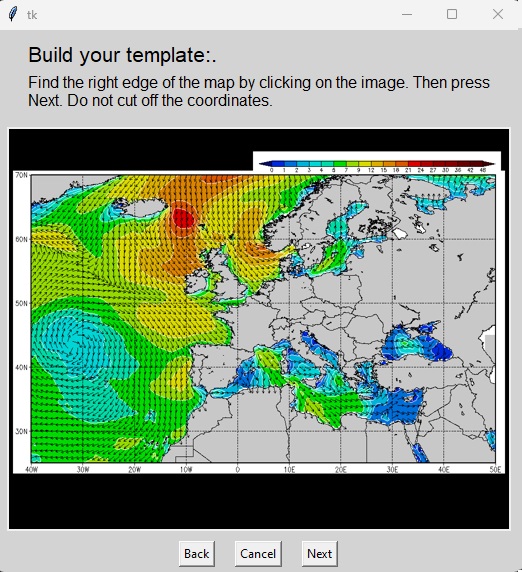 tk
Build your template:.
Find the right edge of the map by clicking on the image. Then press
Next. Do not cut off the coordinates.
0 1 2 3 4 5 6 7 9 12 15 18 21 24 27 30 33 36 42 48
70N
60N
50N
40N
30N
40W 30W 20W 10W 0 10E 20E 30E 40E 50E
Back Cancel Next